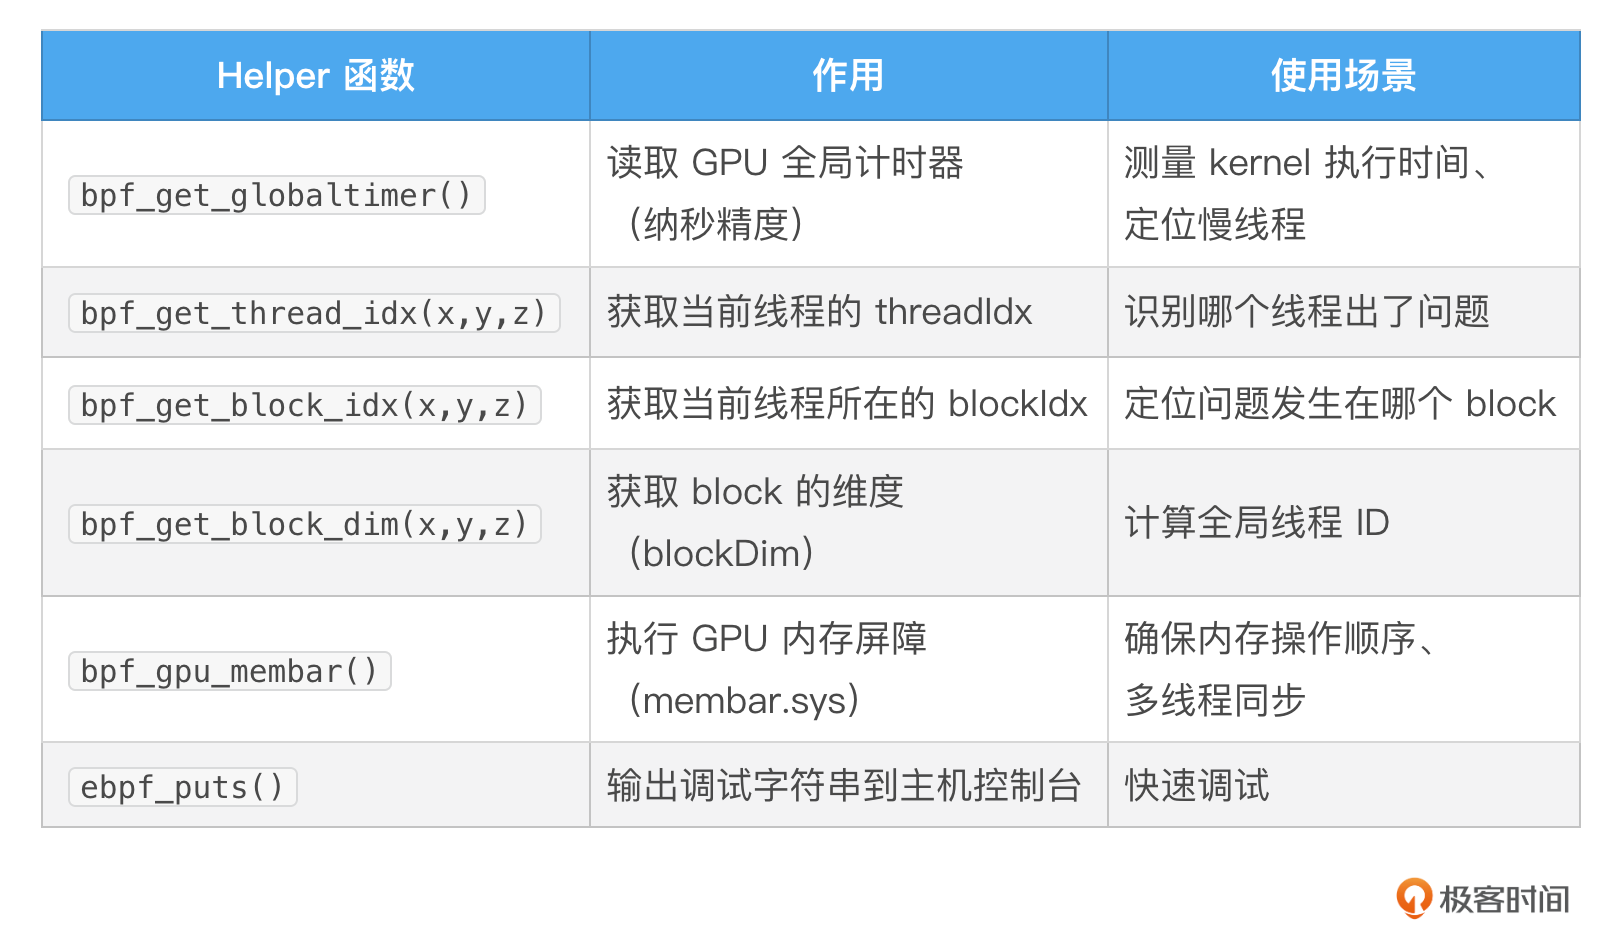 Helper 函数 作用 使用场景
bpf_get_globaltimer() 读取 GPU 全局计时器 测量 kernel 执行时间、
（纳秒精度） 定位慢线程
bpf_get_thread_idx(x,y,z) 获取当前线程的 threadIdx 识别哪个线程出了问题
bpf_get_block_idx(x,y,z) 获取当前线程所在的 blockIdx 定位问题发生在哪个 block
bpf_get_block_dim(x,y,z) 获取 block 的维度 计算全局线程 ID
（blockDim）
bpf_gpu_membar() 执行 GPU 内存屏障 确保内存操作顺序、
（membar.sys） 多线程同步
ebpf_puts() 输出调试字符串到主机控制台 快速调试
极客时间